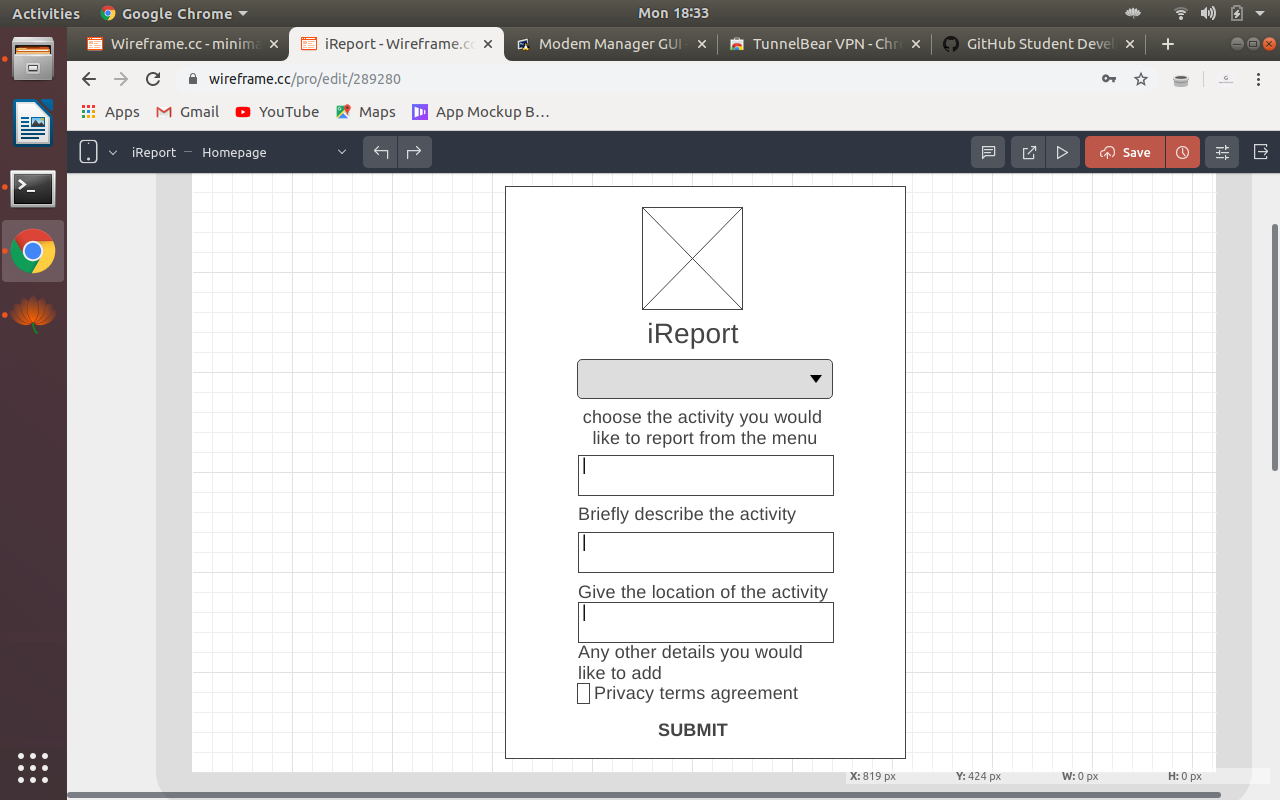 Activities
Google Chrome
Mon 18:33
Wireframe.cc - minima
iReport - Wireframe.cc
Modem Manager GUI
TunnelBear VPN - Chr
GitHub Student Devel
wireframe.cc/pro/edit/289280
Apps
Gmail
YouTube
Maps
App Mockup B…
iReport – Homepage
Save
iReport
choose the activity you would
like to report from the menu
Briefly describe the activity
Give the location of the activity
Any other details you would
like to add
Privacy terms agreement
SUBMIT
X: 819 px
Y: 424 px
W: 0 px
H: 0 px